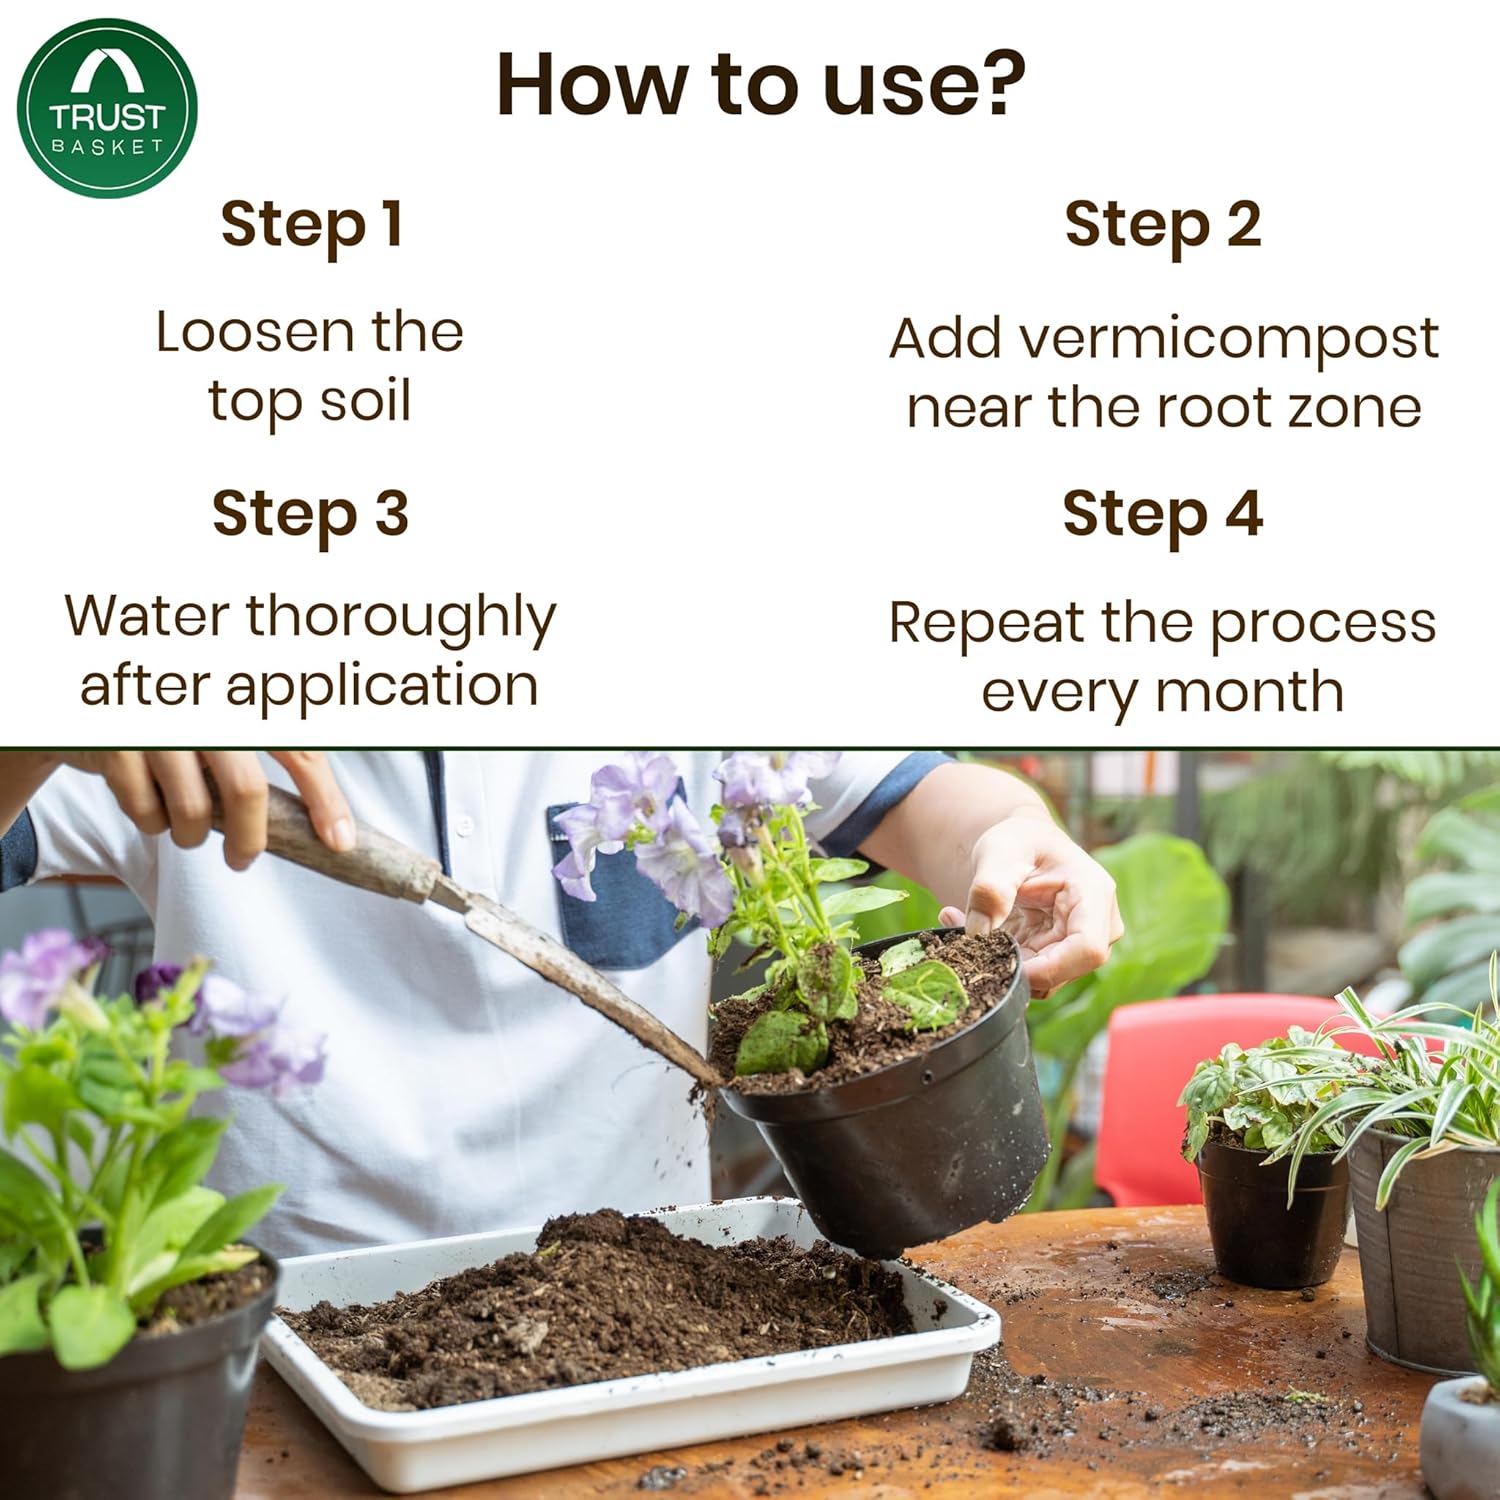 TRUST
BASKET
How to use?
Step 1
Loosen the
top soil
Step 2
Add vermicompost
near the root zone
Step 3
Water thoroughly
after application
Step 4
Repeat the process
every month